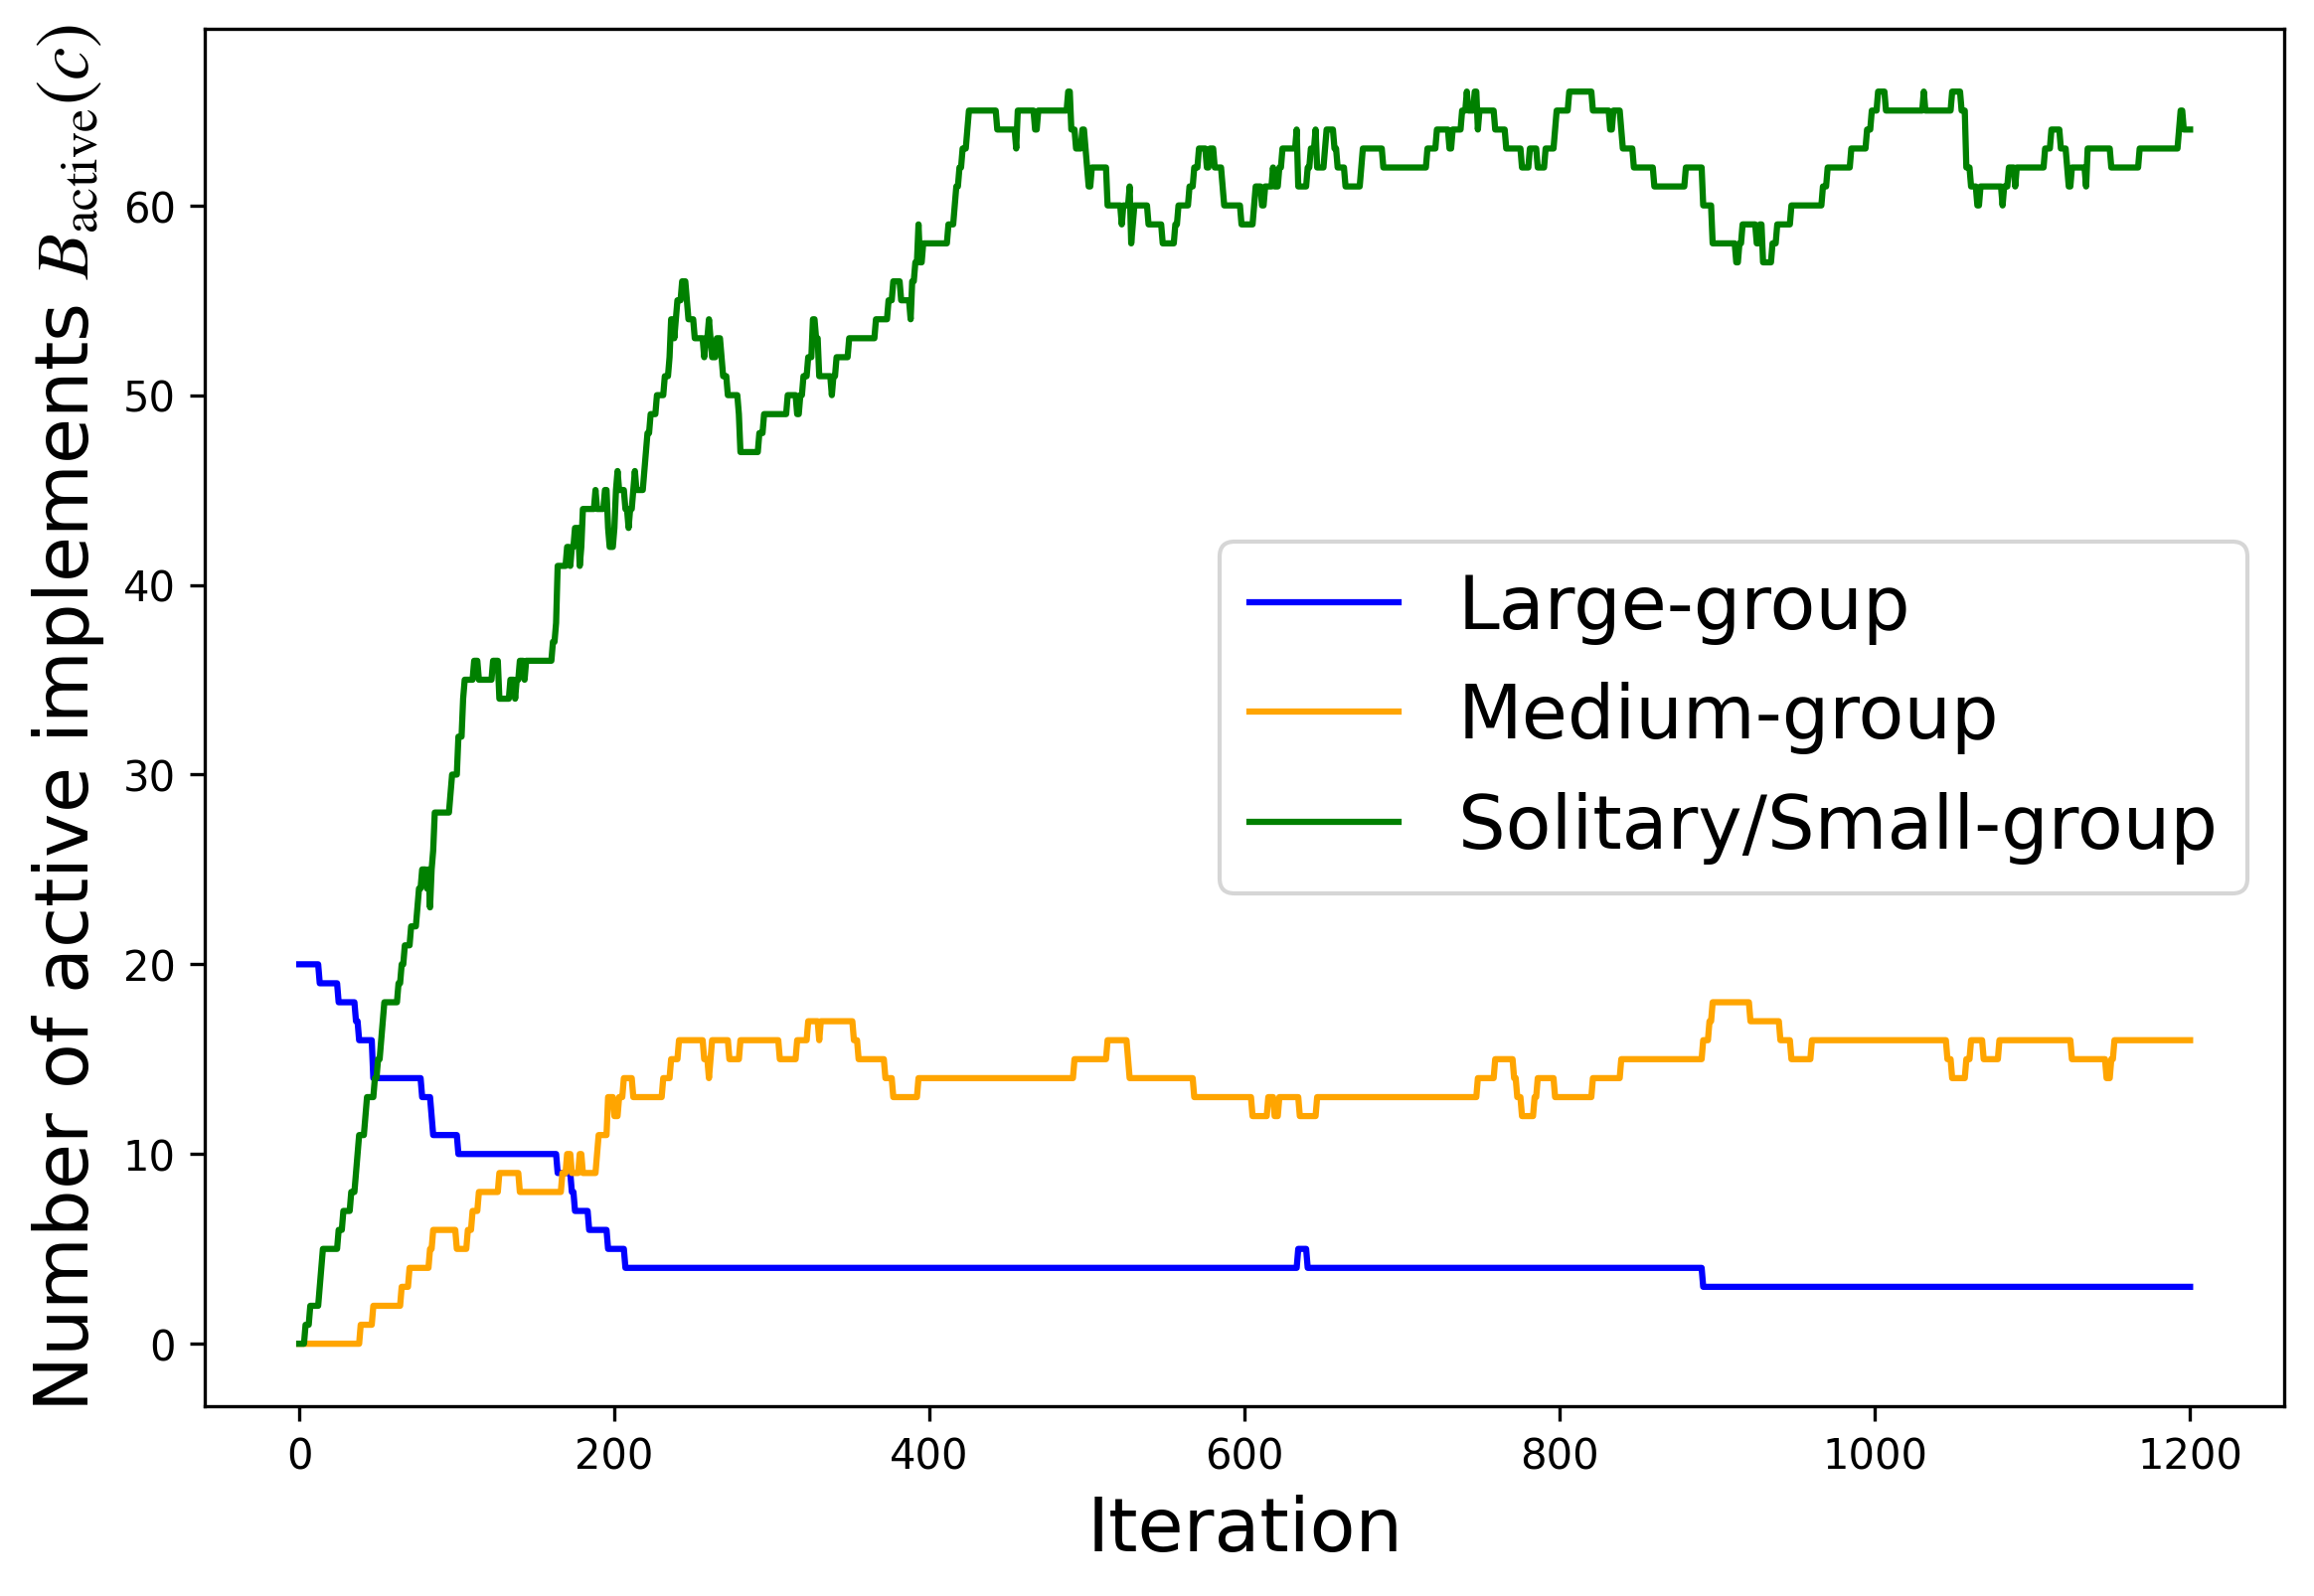 Number of active implements B_active(c)
60
50
40
30
20
10
0
0 200 400 600 800 1000 1200
Iteration
Large-group
Medium-group
Solitary/Small-group